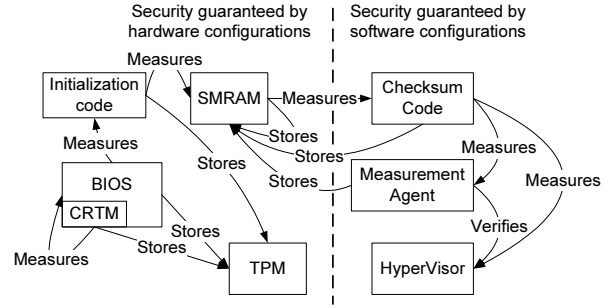 Security guaranteed by
hardware configurations
Security guaranteed by
software configurations
Measures
Initialization
code
SMRAM
Measures
Checksum
Code
Stores
Stores
Measures
Measures
Stores
Stores
BIOS
CRTM
Measurement
Agent
Measures
Stores
Stores
Verifies
Measures
TPM
HyperVisor